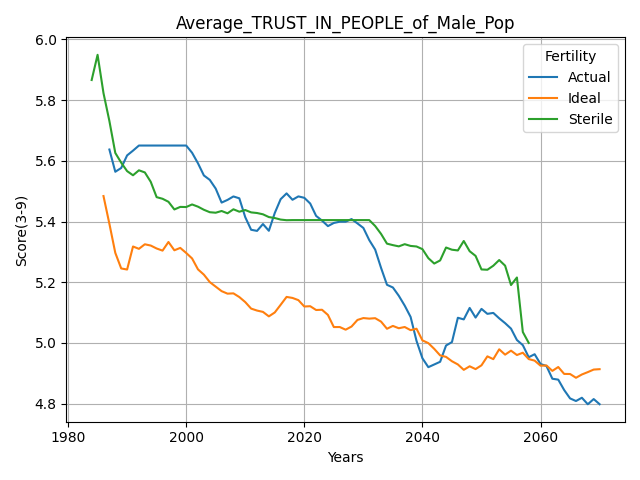 Average_TRUST_IN_PEOPLE_of_Male_Pop
Fertility
Actual
Ideal
Sterile
Score(3-9)
6.0
5.8
5.6
5.4
5.2
5.0
4.8
1980
2000
2020
2040
2060
Years